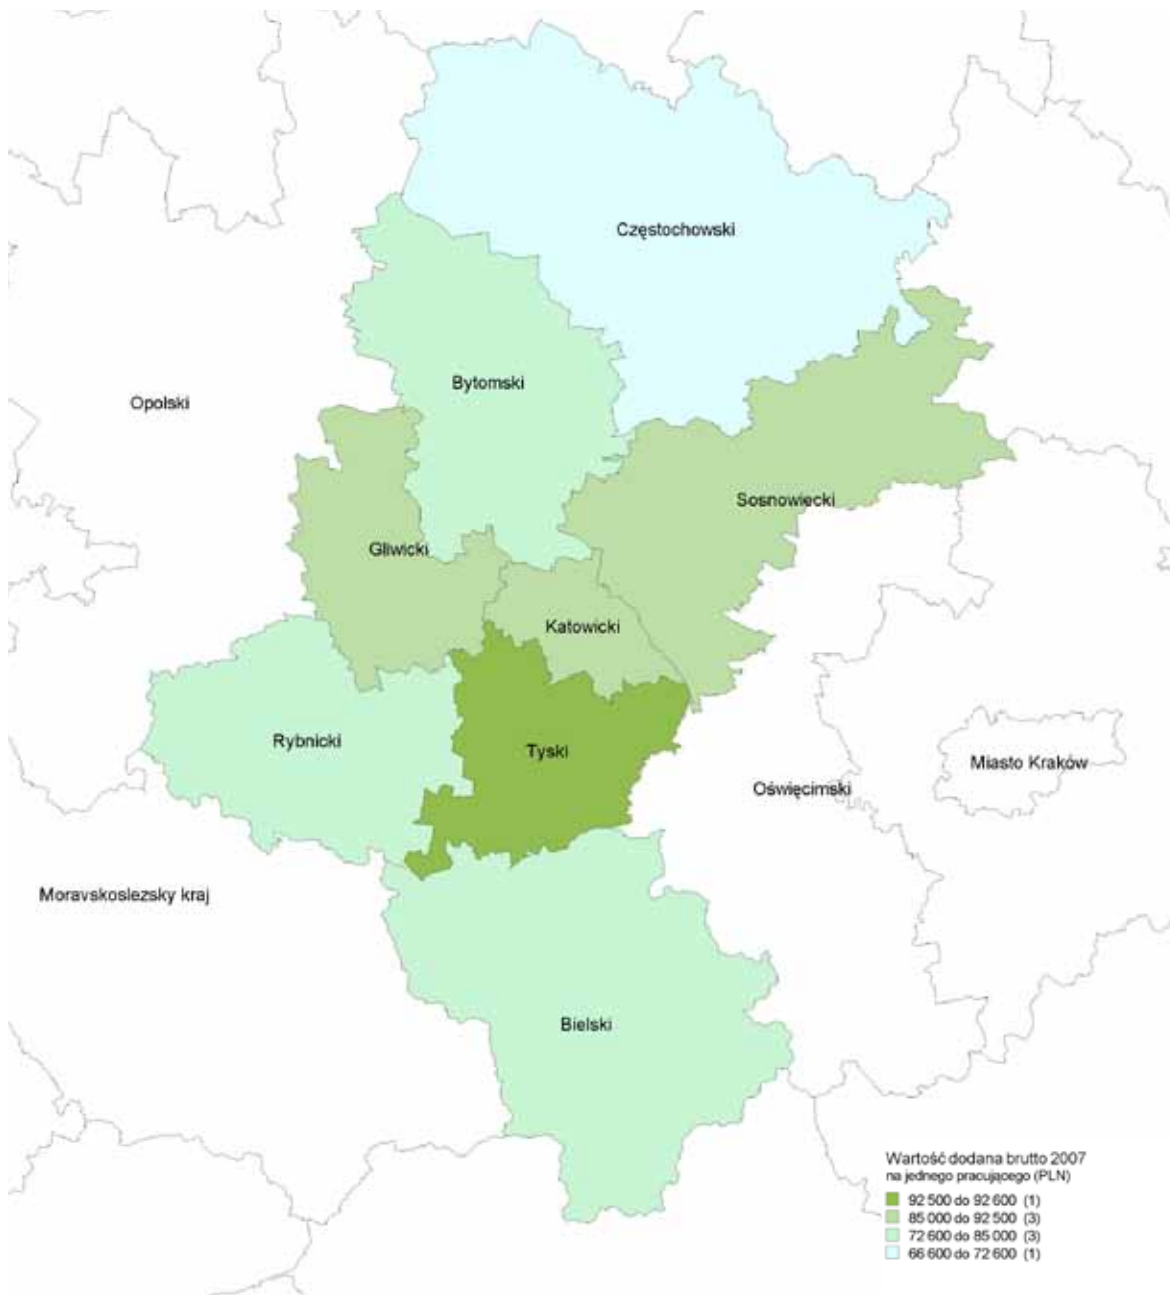 Częstochowski
Bytomski
Opolski
Sosnowiecki
Gliwicki
Katowicki
Rybnicki
Tyski
Miasto Kraków
Oświęcimski
Moravskoslezsky kraj
Bielski
Wartość dodana brutto 2007
na jednego pracującego (PLN)
92 500 do 92 600 (1)
85 000 do 92 500 (3)
72 600 do 85 000 (3)
66 600 do 72 600 (1)